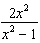 2x²
x² − 1